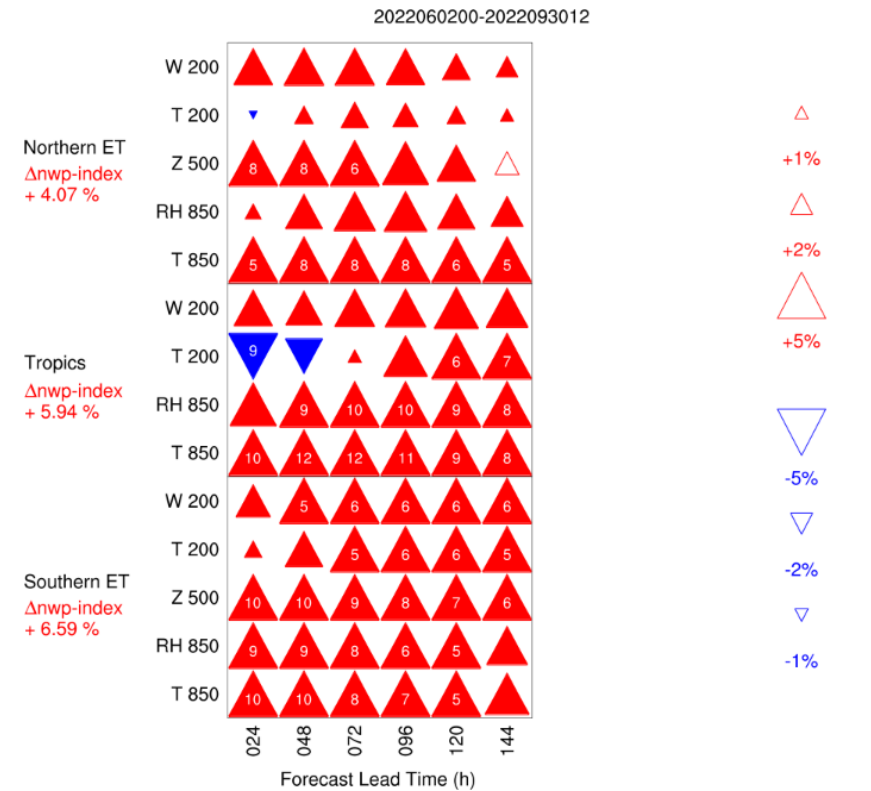 2022060200-2022093012
W 200
T 200
Northern ET
Δnwp-index
+ 4.07 %
Z 500
8 8 6
RH 850
T 850
5 8 8 8 6 5
W 200
Tropics
Δnwp-index
+ 5.94 %
T 200
9 6 7
RH 850
9 10 10 9 8
T 850
10 12 12 11 9 8
W 200
5 6 6 6 6
T 200
5 6 6 5
Southern ET
Δnwp-index
+ 6.59 %
Z 500
10 10 9 8 7 6
RH 850
9 9 8 6 5
T 850
10 10 8 7 5
024 048 072 096 120 144
Forecast Lead Time (h)
+1%
+2%
+5%
-5%
-2%
-1%